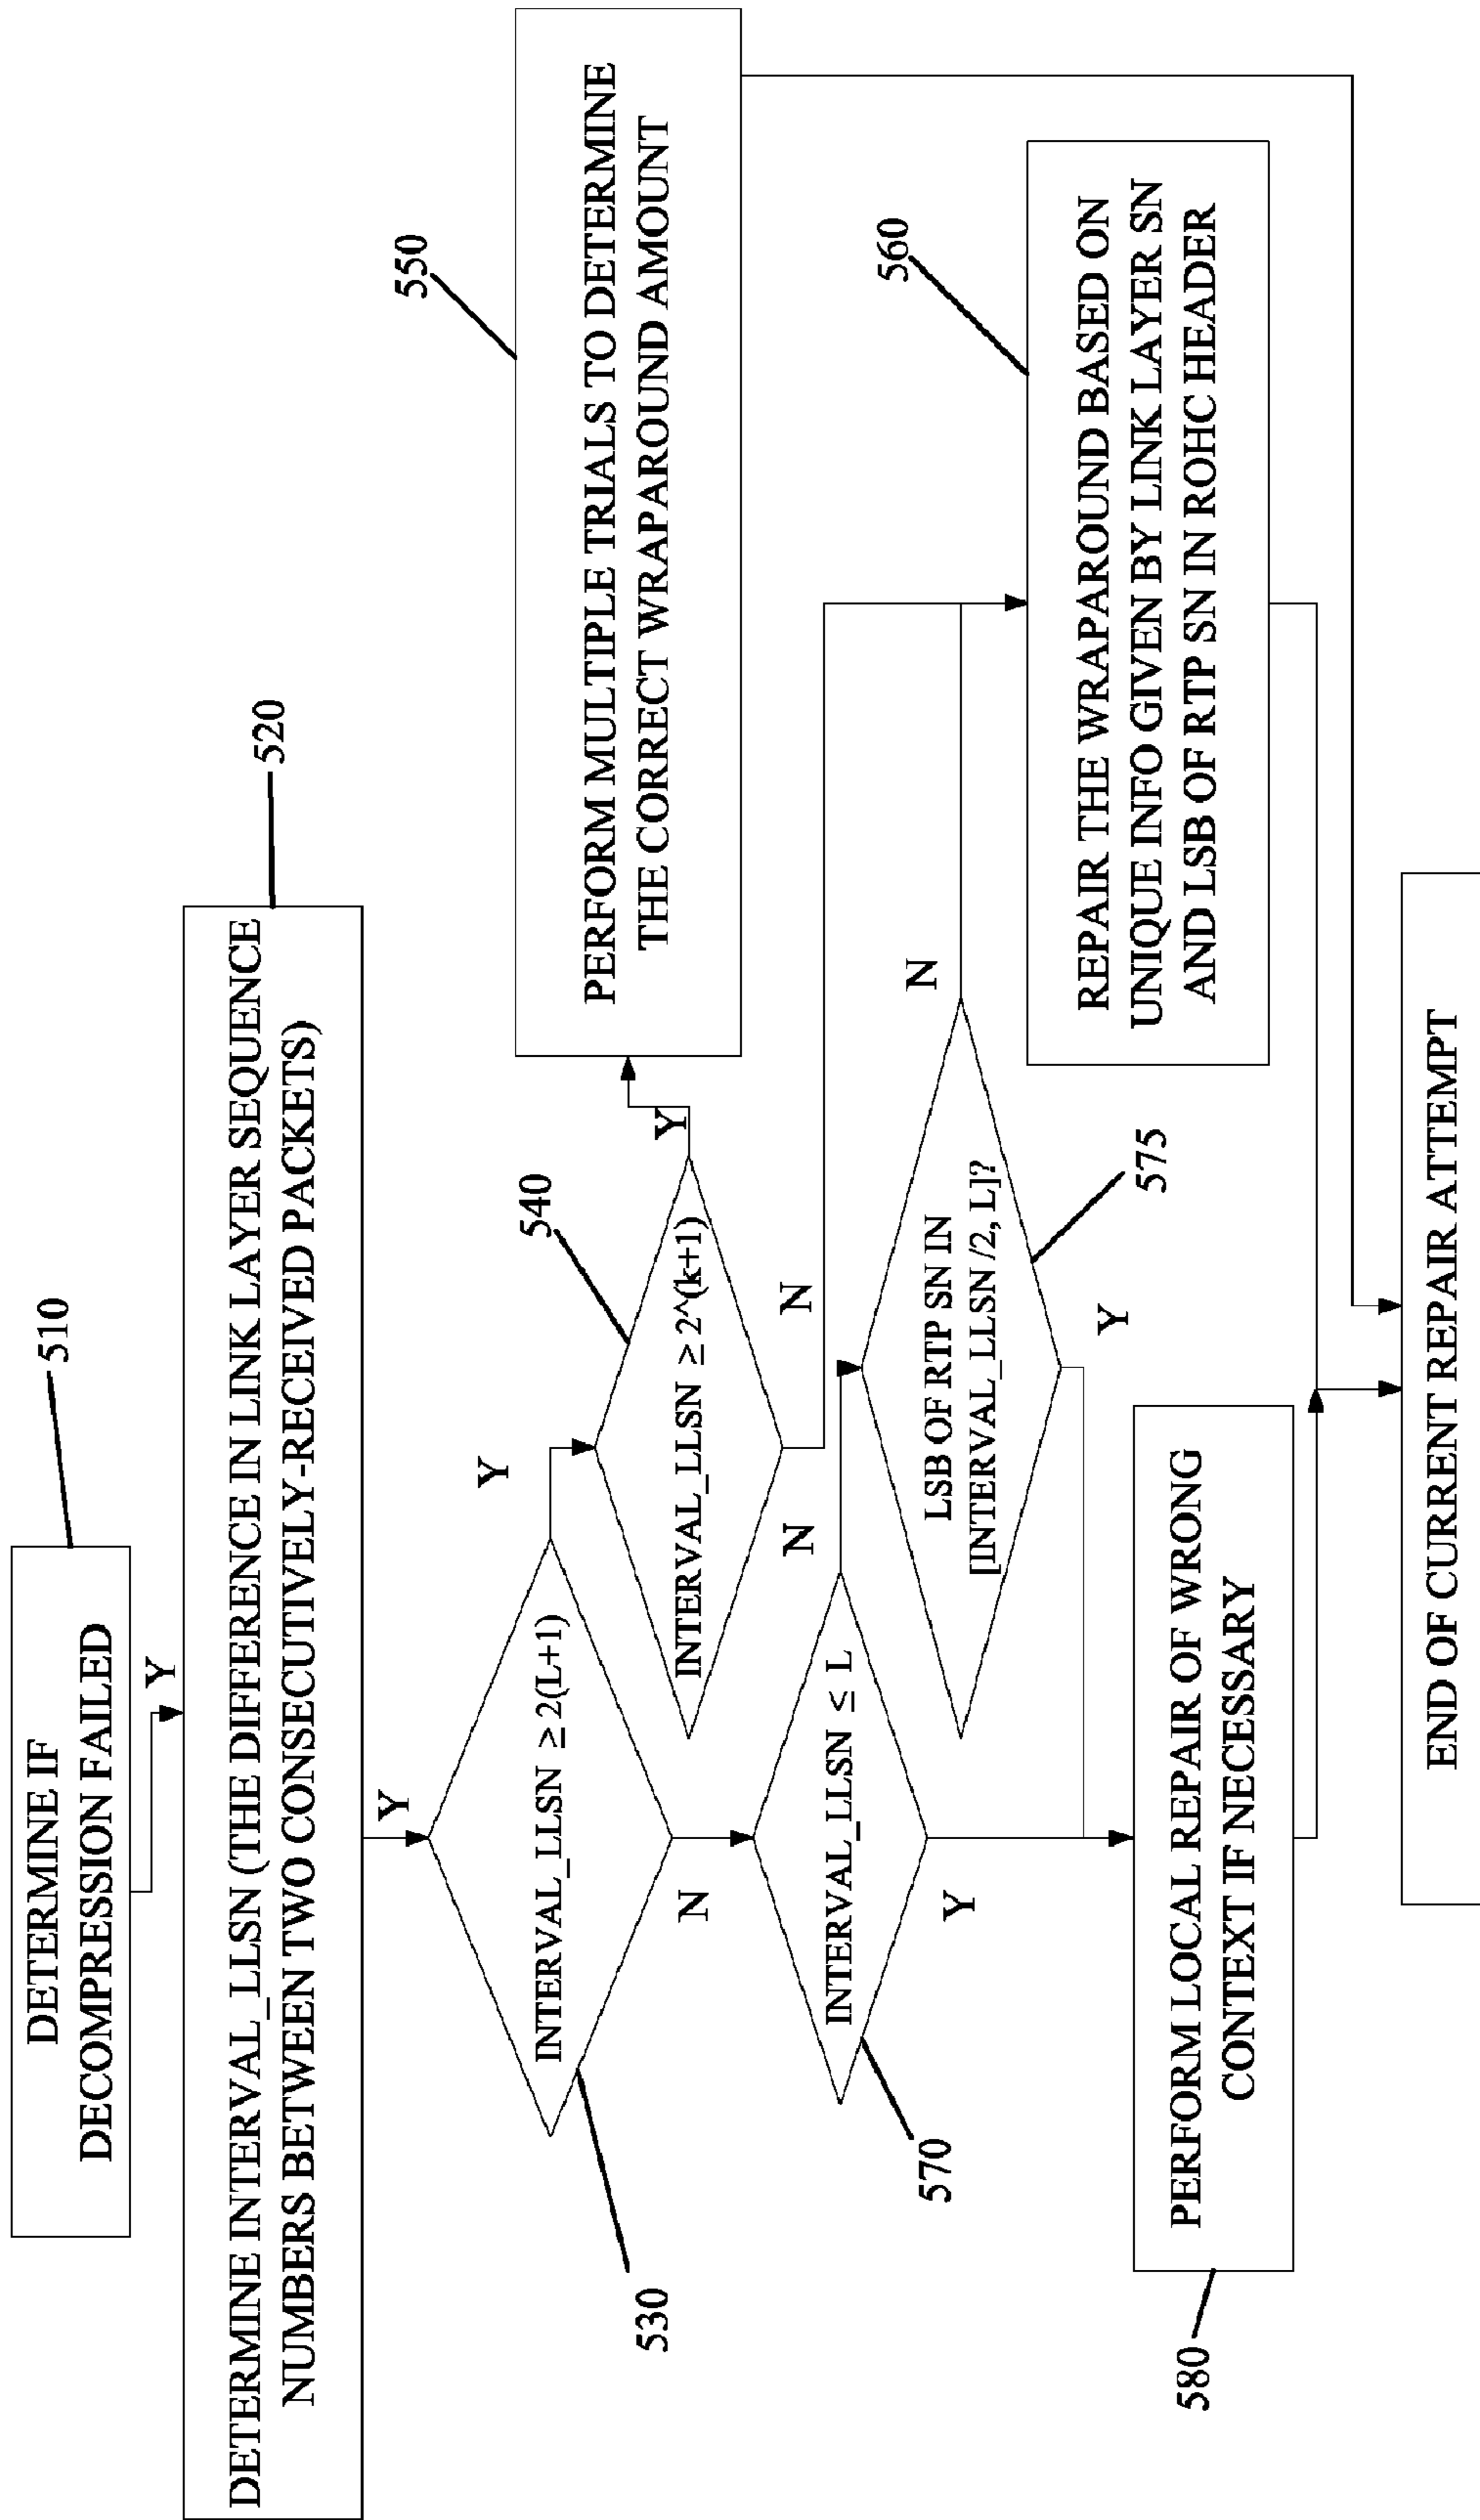 DETERMINE IF
DECOMPRESSION FAILED
510
Y
DETERMINE INTERVAL_LLSN (THE DIFFERENCE IN LINK LAYER SEQUENCE
NUMBERS BETWEEN TWO CONSECUTIVELY-RECEIVED PACKETS)
520
Y
INTERVAL_LLSN ≥2(L+1)
530
Y
N
INTERVAL_LLSN ≥2^(k+1)
540
Y
N
PERFORM MULTIPLE TRIALS TO DETERMINE
THE CORRECT WRAPAROUND AMOUNT
550
INTERVAL_LLSN ≤ L
570
N
Y
LSB OF RTP SN IN
[INTERVAL_LLSN/2, L]?
575
N
Y
REPAIR THE WRAPAROUND BASED ON
UNIQUE INFO GIVEN BY LINK LAYER SN
AND LSB OF RTP SN IN ROHC HEADER
560
PERFORM LOCAL REPAIR OF WRONG
CONTEXT IF NECESSARY
580
END OF CURRENT REPAIR ATTEMPT